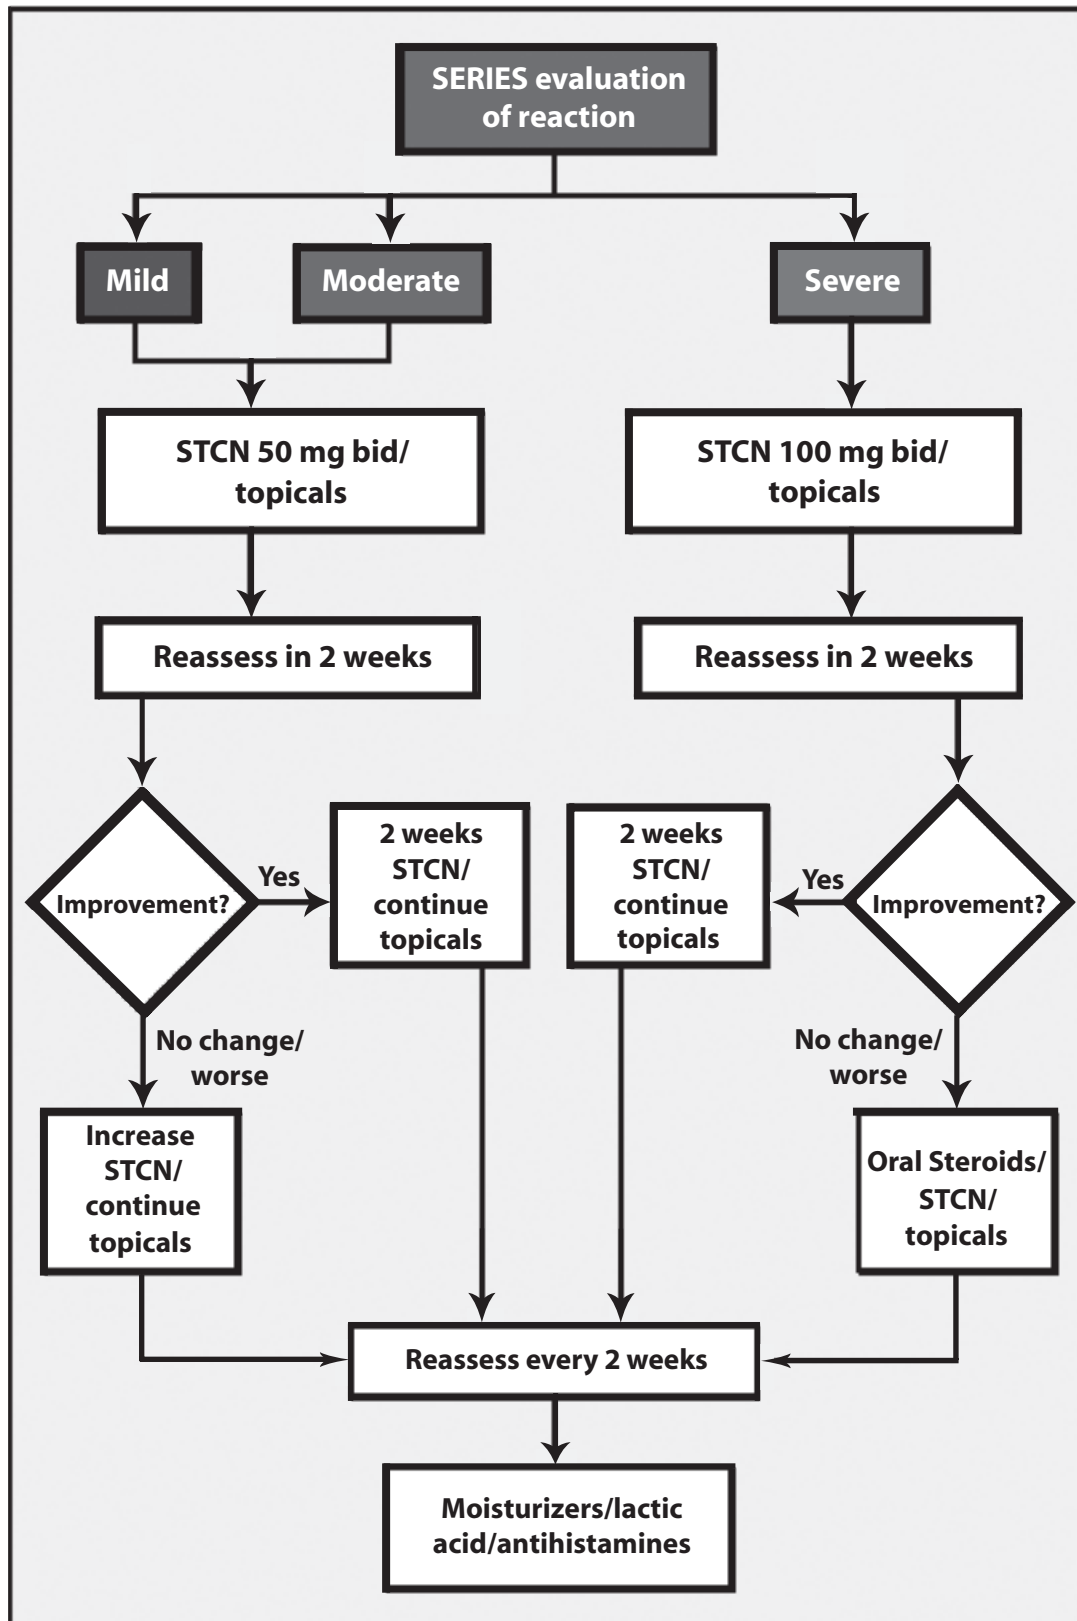 SERIES evaluation
of reaction
Mild
Moderate
Severe
STCN 50 mg bid/
topicals
STCN 100 mg bid/
topicals
Reassess in 2 weeks
Reassess in 2 weeks
Improvement?
Yes
2 weeks
STCN/
continue
topicals
2 weeks
STCN/
continue
topicals
Yes
Improvement?
No change/
worse
No change/
worse
Increase
STCN/
continue
topicals
Oral Steroids/
STCN/
topicals
Reassess every 2 weeks
Moisturizers/lactic
acid/antihistamines